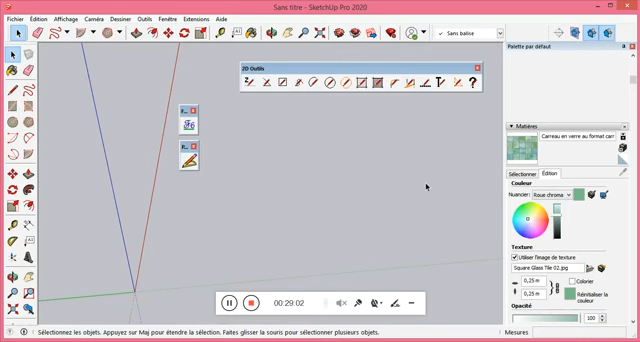 Sans titre - SketchUp Pro 2020
Fichier Édition Affichage Caméra Dessiner Outils Fenêtre Extensions Aide
Sans balise
Palette par défaut
2D Outils
F...
P...
Matières
Carreau en verre au format carr
Sélectionner Édition
Couleur
Nuancier: Roue chroma
Texture
Utiliser l'image de texture
Square Glass Tile 02.jpg
0,25 m
Colorier
0,25 m
Réinitialiser la couleur
Opacité
100
00:29:02
Sélectionnez les objets. Appuyez sur Maj pour étendre la sélection. Faites glisser la souris pour sélectionner plusieurs objets.
Mesures